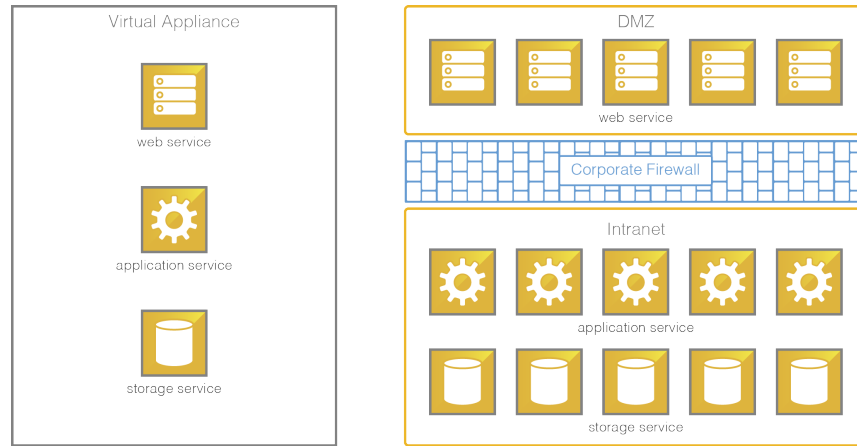 Virtual Appliance
web service
application service
storage service
DMZ
web service
Corporate Firewall
Intranet
application service
storage service